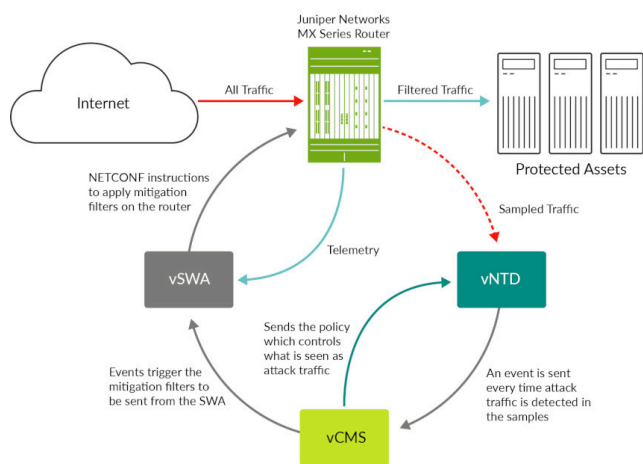 Juniper Networks
MX Series Router
Internet
All Traffic
Filtered Traffic
Protected Assets
NETCONF instructions
to apply mitigation
filters on the router
Sampled Traffic
Telemetry
vSWA
vNTD
Sends the policy
which controls
what is seen as
attack traffic
Events trigger the
mitigation filters to
be sent from the SWA
An event is sent
every time attack
traffic is detected in
the samples
vCMS